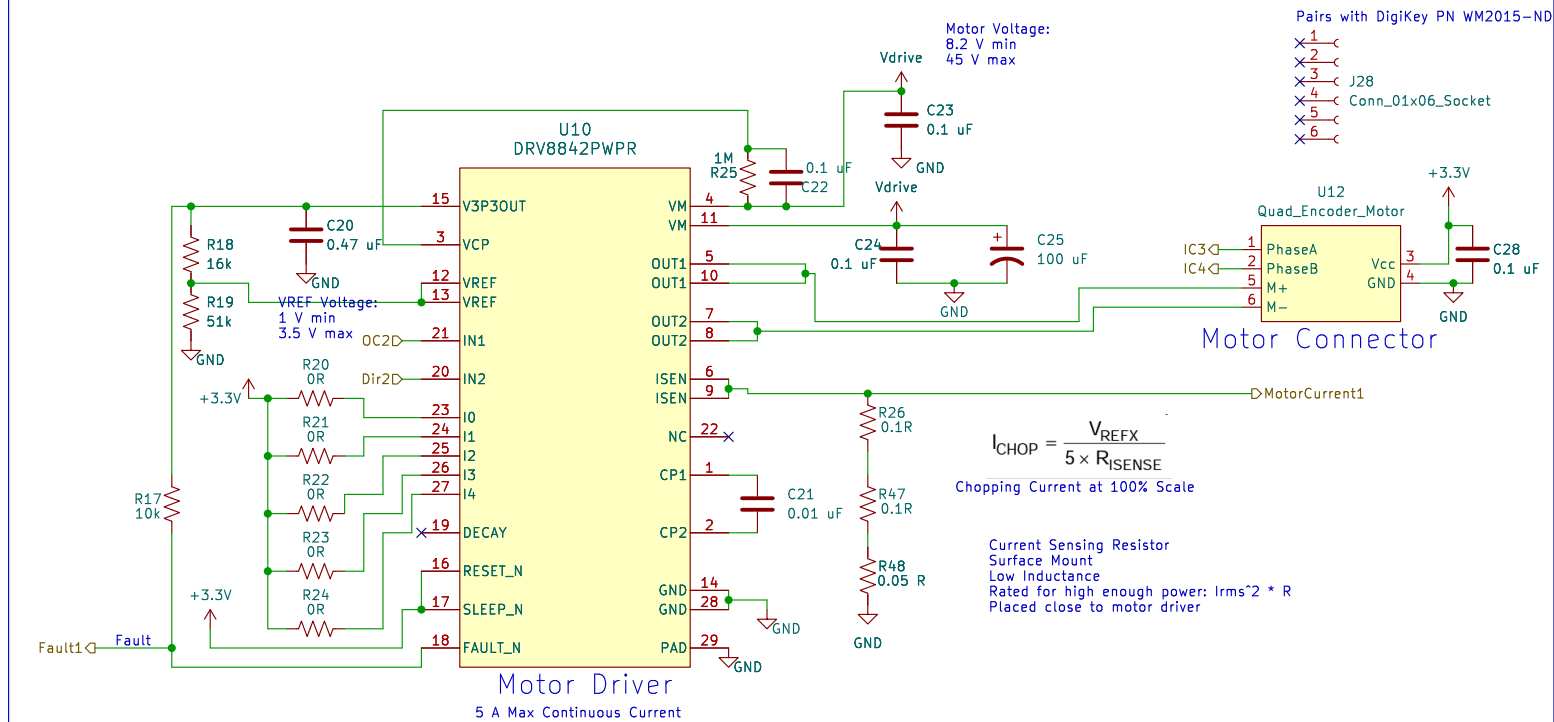 Pairs with DigiKey PN WM2015-ND
1
2
3
4
5
6
J28
Conn_01x06_Socket
Motor Voltage:
8.2 V min
45 V max
Vdrive
C23
0.1 uF
GND
U10
DRV8842PWPR
1M
R25
0.1 uF
C22
Vdrive
C24
0.1 uF
C25
100 uF
+
GND
+3.3V
U12
Quad_Encoder_Motor
IC3
1
PhaseA
IC4
2
PhaseB
5
M+
6
M-
Vcc
3
GND
4
C28
0.1 uF
GND
Motor Connector
15
V3P3OUT
3
VCP
12
VREF
13
VREF
21
IN1
20
IN2
23
I0
24
I1
25
I2
26
I3
27
I4
19
DECAY
16
RESET_N
17
SLEEP_N
18
FAULT_N
VM
4
VM
11
OUT1
5
OUT1
10
OUT2
7
OUT2
8
ISEN
6
ISEN
9
NC
22
CP1
1
CP2
2
GND
14
GND
28
PAD
29
C20
0.47 uF
GND
R18
16k
R19
51k
GND
VREF Voltage:
1 V min
3.5 V max
OC2
Dir2
+3.3V
R20
0R
R21
0R
R22
0R
R23
0R
R24
0R
R17
10k
+3.3V
Fault1
Fault
C21
0.01 uF
GND
GND
MotorCurrent1
R26
0.1R
R47
0.1R
R48
0.05 R
GND
I_CHOP = V_REFX / 5 × R_ISENSE
Chopping Current at 100% Scale
Current Sensing Resistor
Surface Mount
Low Inductance
Rated for high enough power: Irms^2 * R
Placed close to motor driver
Motor Driver
5 A Max Continuous Current